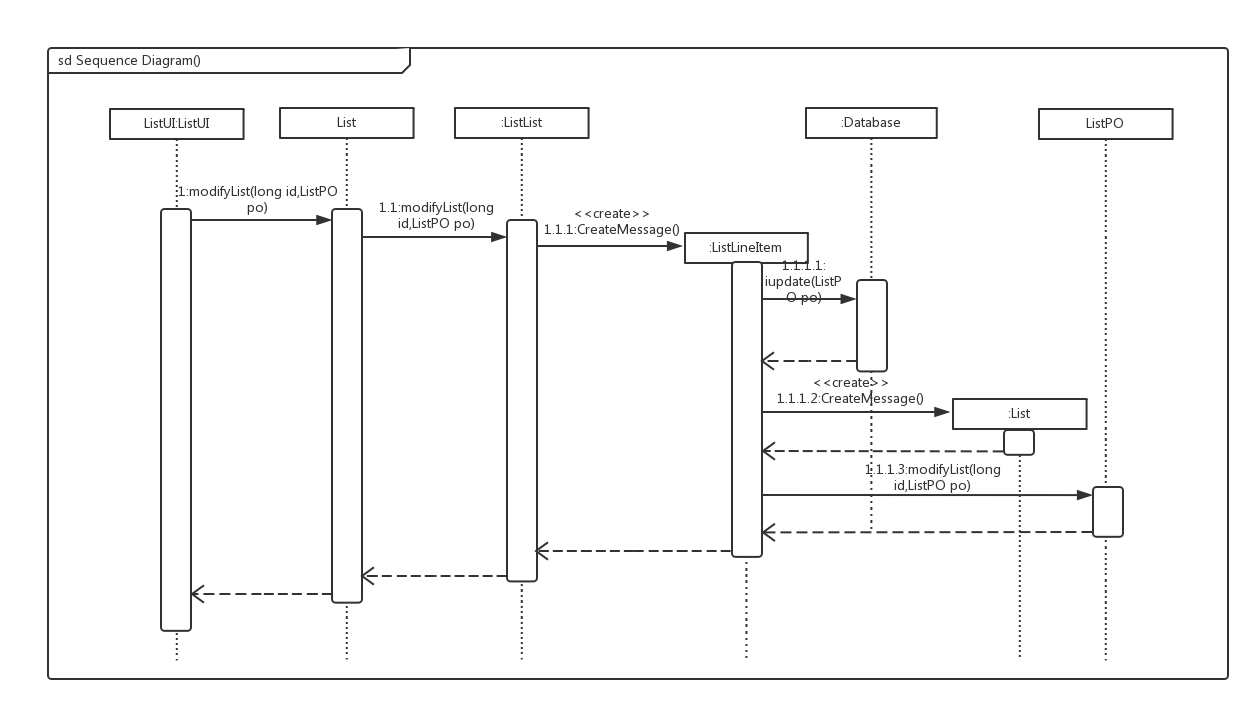 sd Sequence Diagram()
ListUI:ListUI
List
:ListList
:Database
ListPO
1:modifyList(long id,ListPO
po)
1.1:modifyList(long
id,ListPO po)
<<create>>
1.1.1:CreateMessage()
:ListLineItem
1.1.1.1:
iupdate(ListP
O po)
<<create>>
1.1.1.2:CreateMessage()
:List
1.1.1.3:modifyList(long
id,ListPO po)